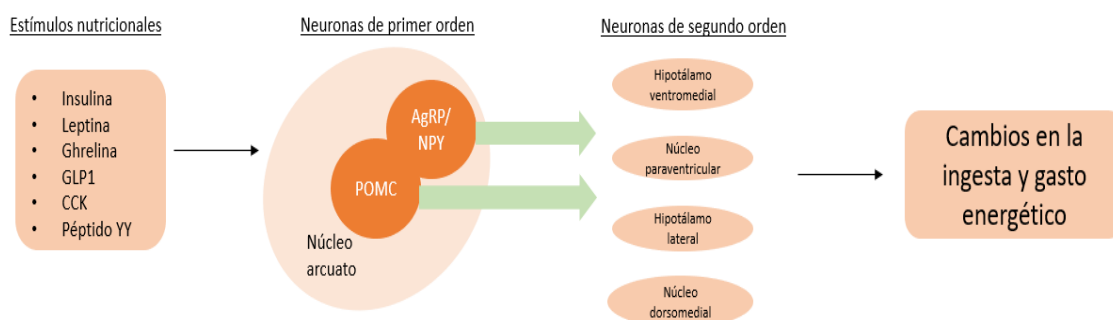 Estímulos nutricionales
Insulina
Leptina
Ghrelina
GLP1
CCK
Péptido YY
Neuronas de primer orden
AgRP/
NPY
POMC
Núcleo
arcuato
Neuronas de segundo orden
Hipotálamo
ventromedial
Núcleo
paraventricular
Hipotálamo
lateral
Núcleo
dorsomedial
Cambios en la
ingesta y gasto
energético